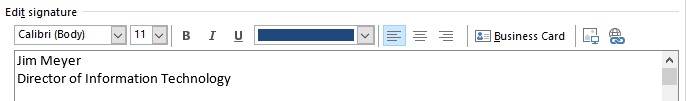 Edit signature
Calibri (Body) 11 B I U Business Card
Jim Meyer
Director of Information Technology